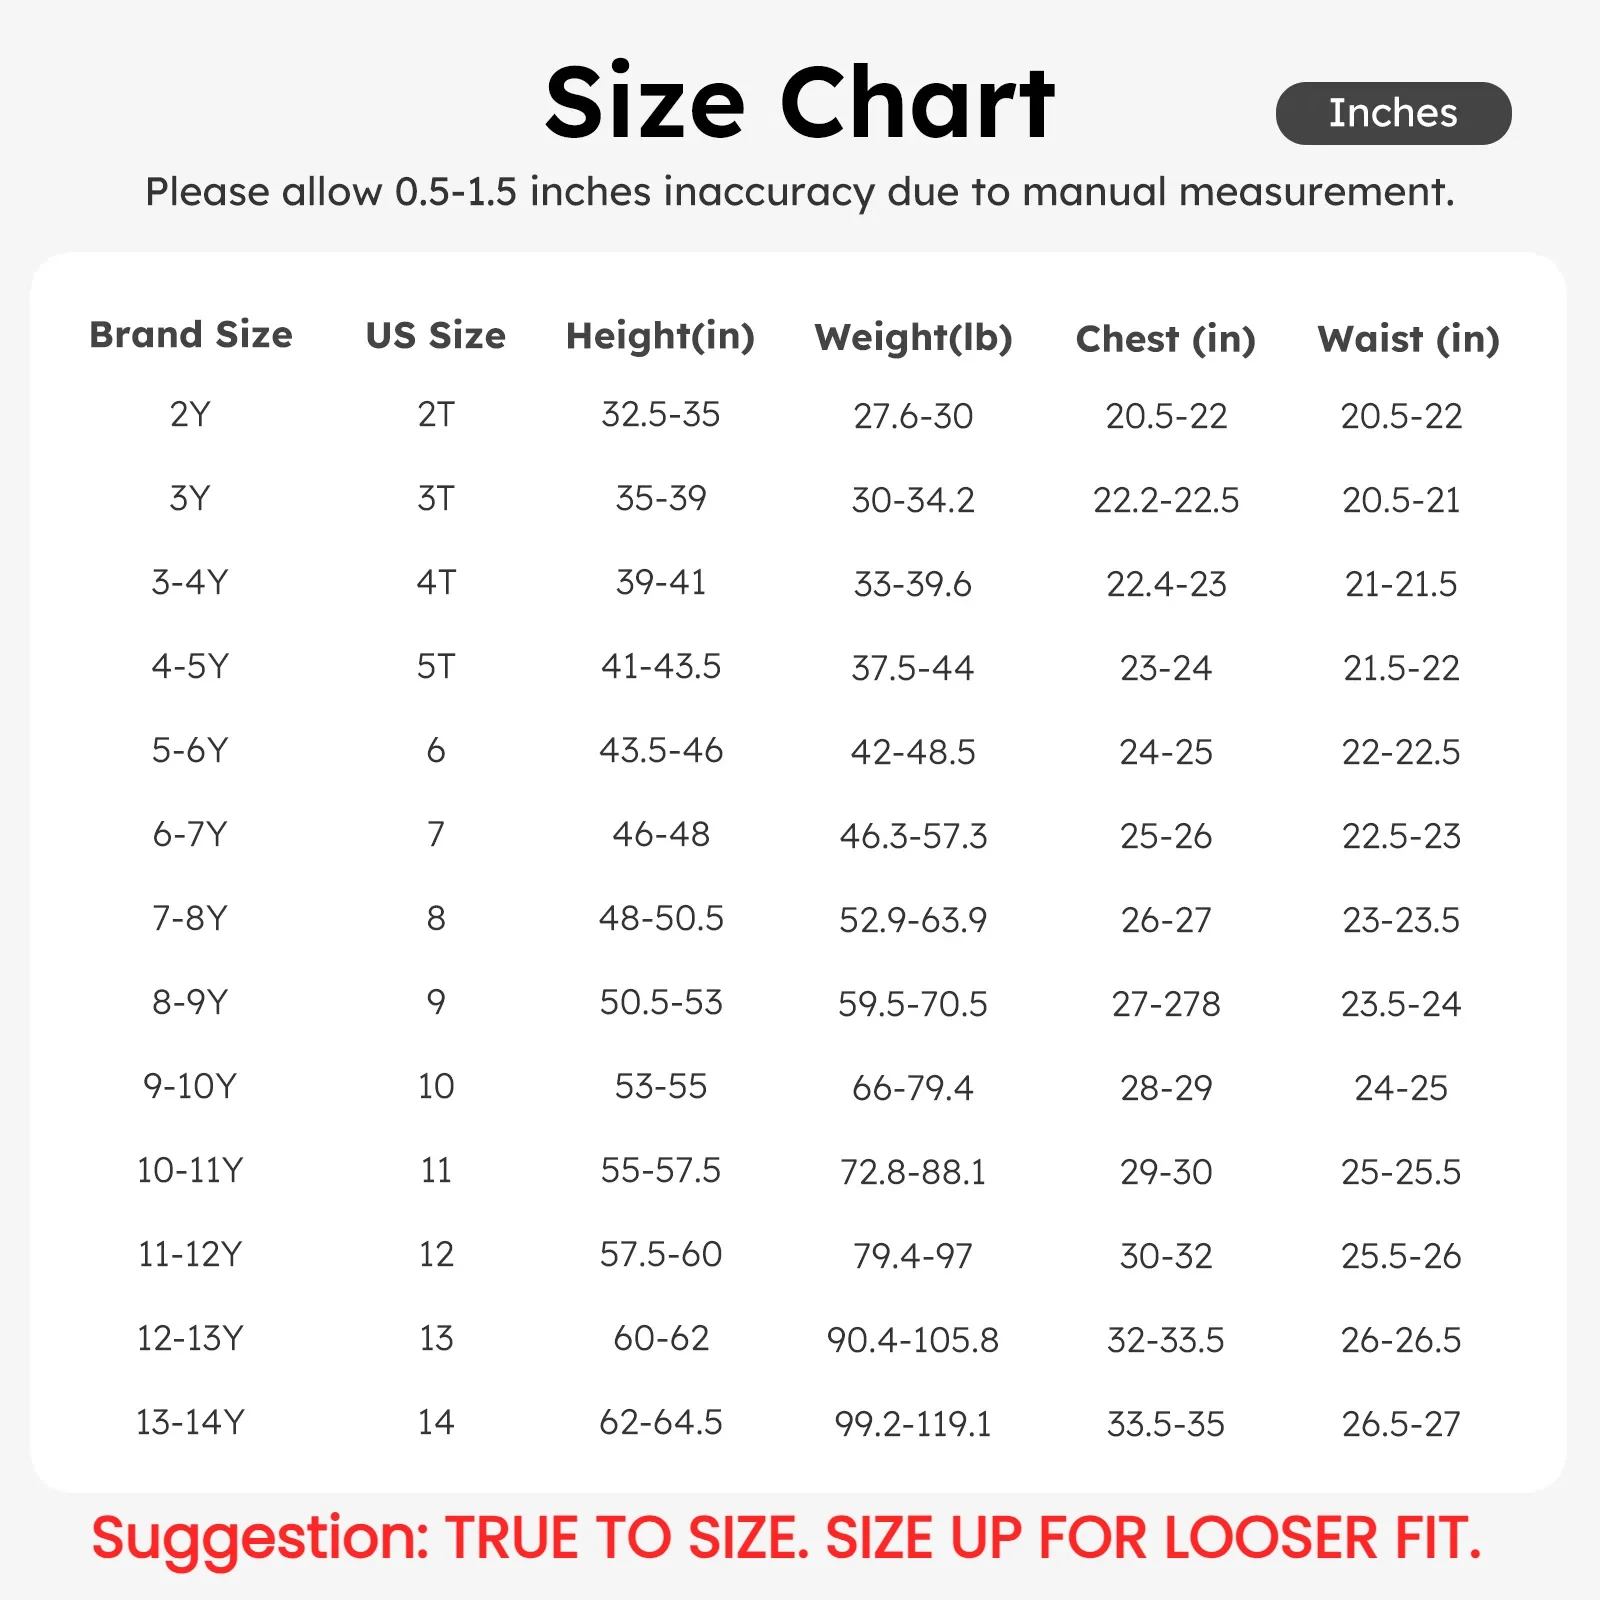 Size Chart
Inches
Please allow 0.5-1.5 inches inaccuracy due to manual measurement.
Brand Size US Size Height(in) Weight(lb) Chest (in) Waist (in)
2Y 2T 32.5-35 27.6-30 20.5-22 20.5-22
3Y 3T 35-39 30-34.2 22.2-22.5 20.5-21
3-4Y 4T 39-41 33-39.6 22.4-23 21-21.5
4-5Y 5T 41-43.5 37.5-44 23-24 21.5-22
5-6Y 6 43.5-46 42-48.5 24-25 22-22.5
6-7Y 7 46-48 46.3-57.3 25-26 22.5-23
7-8Y 8 48-50.5 52.9-63.9 26-27 23-23.5
8-9Y 9 50.5-53 59.5-70.5 27-278 23.5-24
9-10Y 10 53-55 66-79.4 28-29 24-25
10-11Y 11 55-57.5 72.8-88.1 29-30 25-25.5
11-12Y 12 57.5-60 79.4-97 30-32 25.5-26
12-13Y 13 60-62 90.4-105.8 32-33.5 26-26.5
13-14Y 14 62-64.5 99.2-119.1 33.5-35 26.5-27
Suggestion: TRUE TO SIZE. SIZE UP FOR LOOSER FIT.